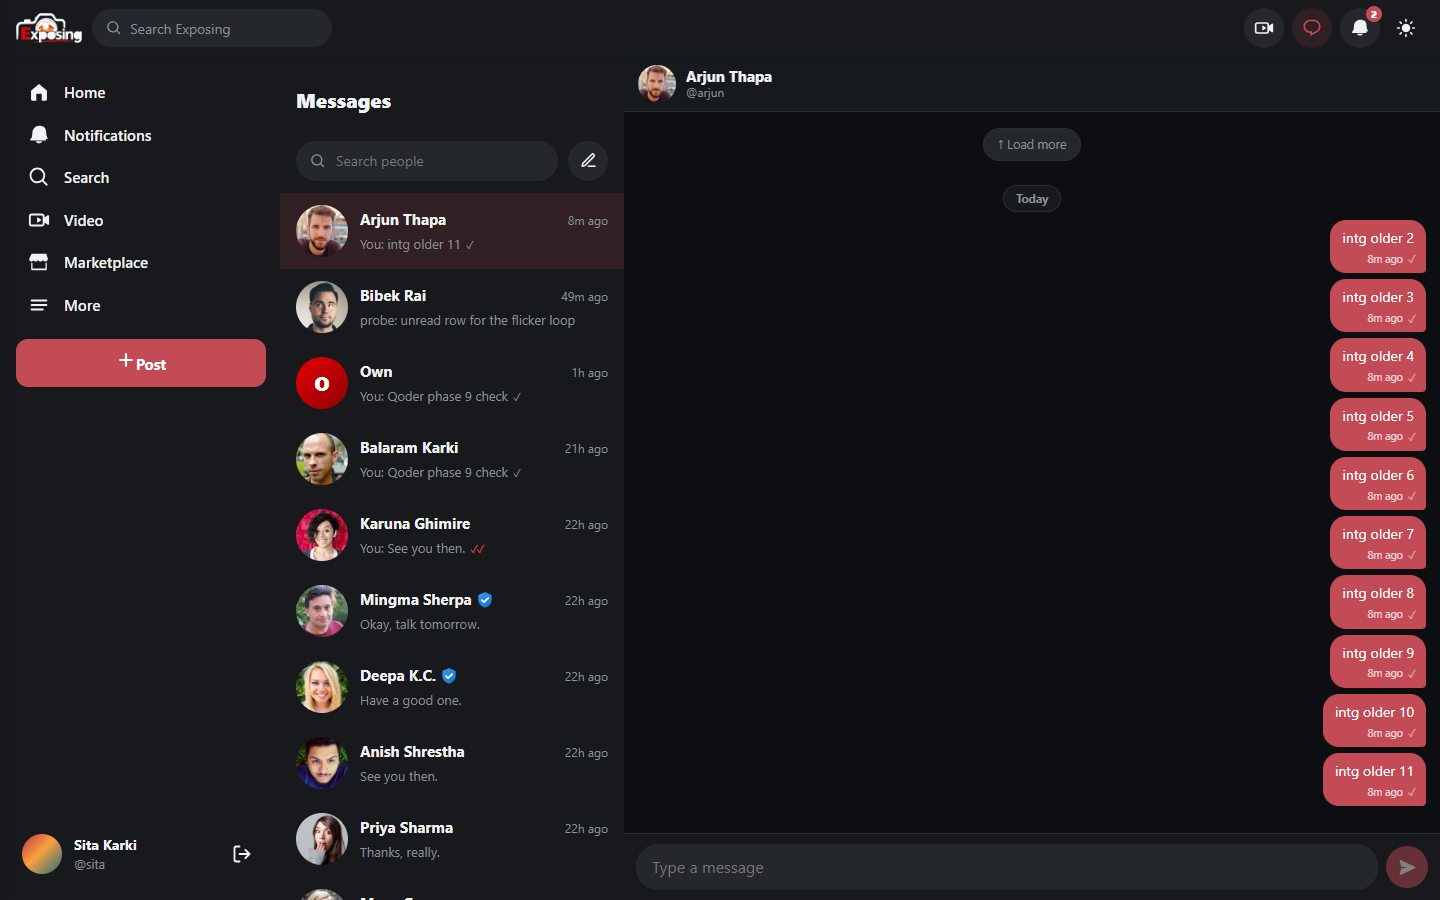 Exposing
Search Exposing
2
Home
Notifications
Search
Video
Marketplace
More
+ Post
Sita Karki
@sita
Messages
Search people
Arjun Thapa
8m ago
You: intg older 11 ✓
Bibek Rai
49m ago
probe: unread row for the flicker loop
O
Own
1h ago
You: Qoder phase 9 check ✓
Balaram Karki
21h ago
You: Qoder phase 9 check ✓
Karuna Ghimire
22h ago
You: See you then. ✓✓
Mingma Sherpa
22h ago
Okay, talk tomorrow.
Deepa K.C.
22h ago
Have a good one.
Anish Shrestha
22h ago
See you then.
Priya Sharma
22h ago
Thanks, really.
Arjun Thapa
@arjun
↑ Load more
Today
intg older 2
8m ago ✓
intg older 3
8m ago ✓
intg older 4
8m ago ✓
intg older 5
8m ago ✓
intg older 6
8m ago ✓
intg older 7
8m ago ✓
intg older 8
8m ago ✓
intg older 9
8m ago ✓
intg older 10
8m ago ✓
intg older 11
8m ago ✓
Type a message